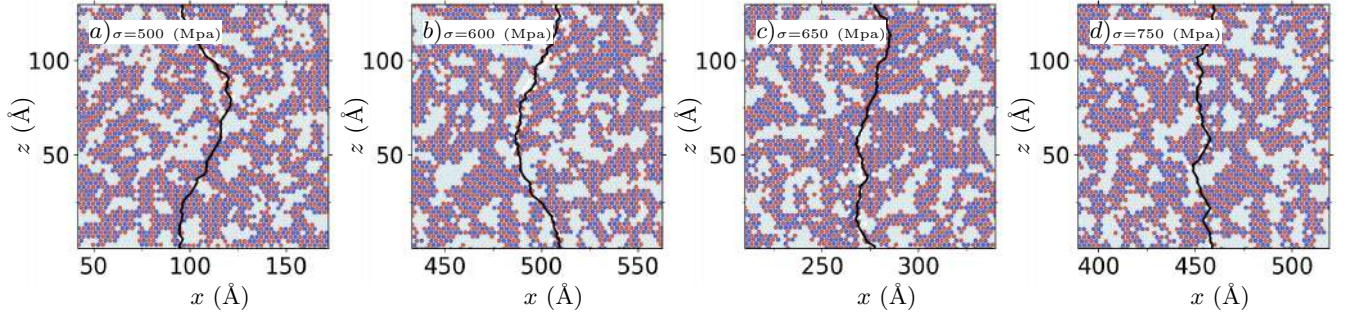 a) σ=500 (Mpa)
b) σ=600 (Mpa)
c) σ=650 (Mpa)
d) σ=750 (Mpa)
100
50
z (Å)
50 100 150
x (Å)
100
50
z (Å)
450 500 550
x (Å)
100
50
z (Å)
250 300
x (Å)
100
50
z (Å)
400 450 500
x (Å)